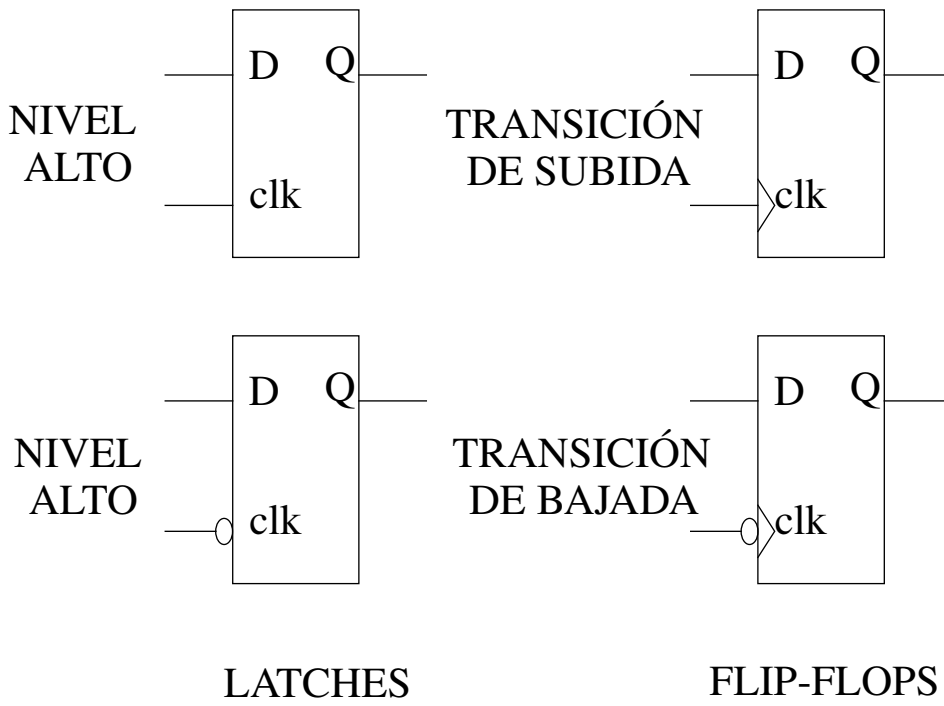 D Q
NIVEL
ALTO
clk
D Q
TRANSICIÓN
DE SUBIDA
clk
D Q
NIVEL
ALTO
clk
D Q
TRANSICIÓN
DE BAJADA
clk
LATCHES
FLIP-FLOPS